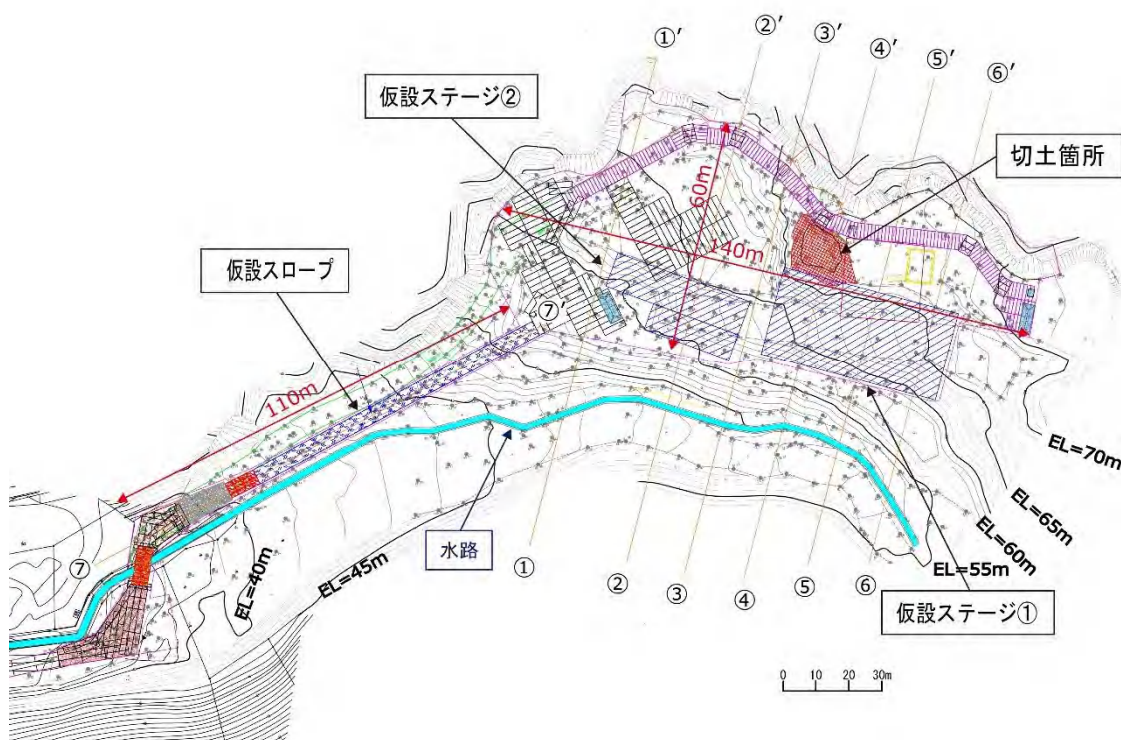 ②′
①′
③′
④′
⑤′
⑥′
仮設ステージ②
切土箇所
60m
140m
仮設スロープ
⑦′
110m
EL=70m
EL=65m
EL=60m
EL=55m
水路
①
②
③
④
⑤
⑥
⑦
EL=40m
EL=45m
仮設ステージ①
0 10 20 30m